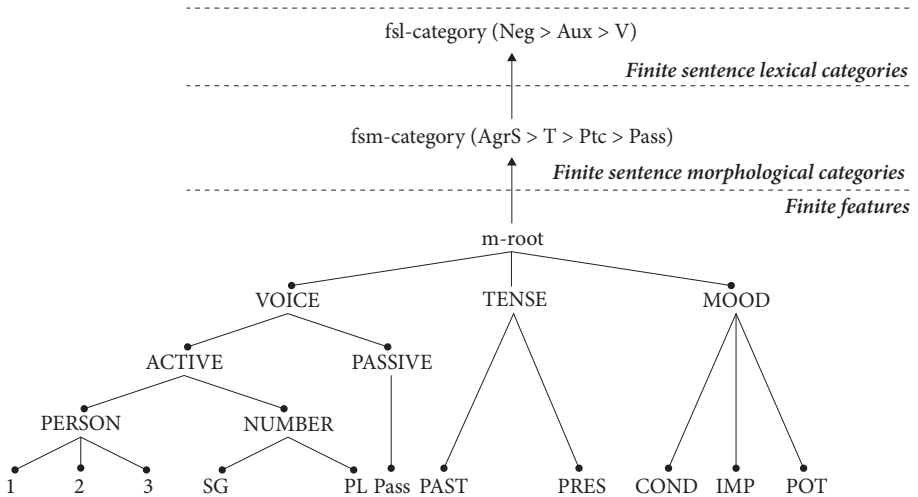 fsl-category (Neg > Aux > V)
Finite sentence lexical categories
fsm-category (AgrS > T > Ptc > Pass)
Finite sentence morphological categories
Finite features
m-root
VOICE TENSE MOOD
ACTIVE PASSIVE
PERSON NUMBER
1 2 3 SG PL Pass PAST PRES COND IMP POT